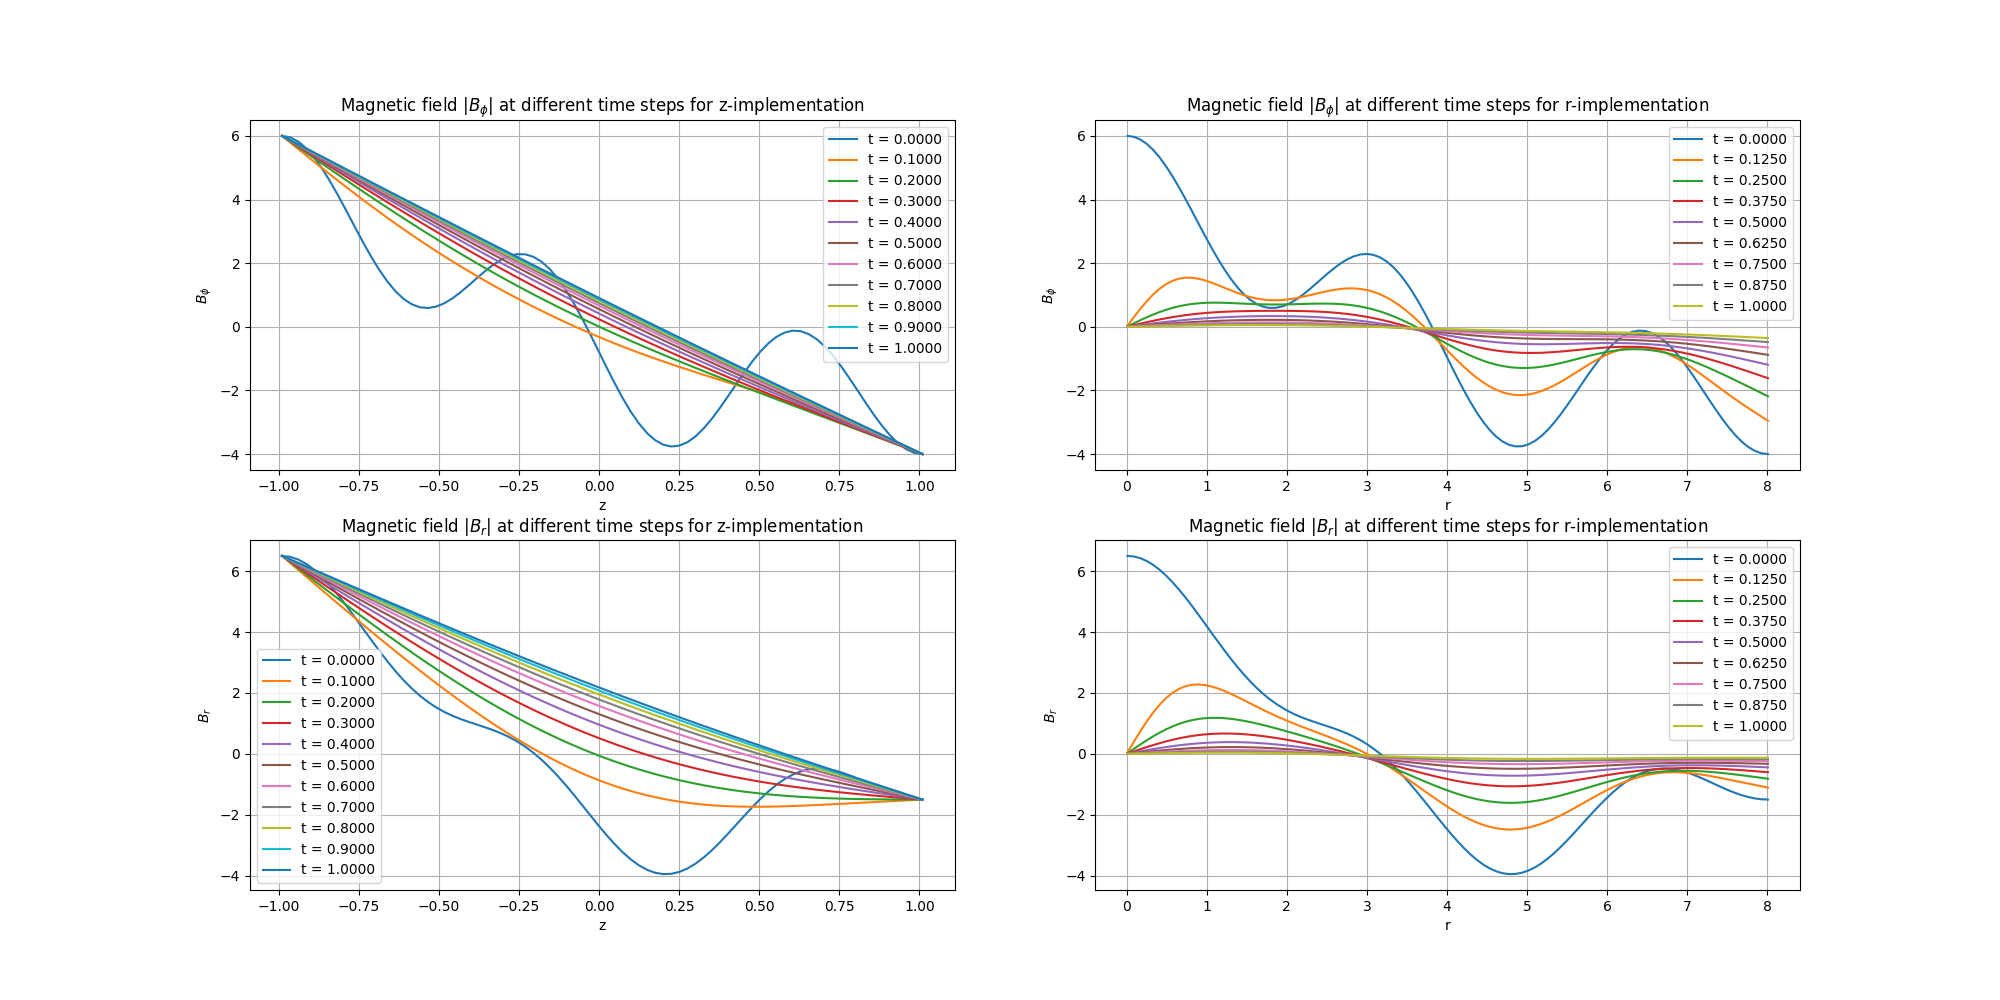 Magnetic field |B_ϕ| at different time steps for z-implementation
6
4
2
0
−2
−4
B_ϕ
t = 0.0000
t = 0.1000
t = 0.2000
t = 0.3000
t = 0.4000
t = 0.5000
t = 0.6000
t = 0.7000
t = 0.8000
t = 0.9000
t = 1.0000
−1.00 −0.75 −0.50 −0.25 0.00 0.25 0.50 0.75 1.00
z
Magnetic field |B_ϕ| at different time steps for r-implementation
6
4
2
0
−2
−4
B_ϕ
t = 0.0000
t = 0.1250
t = 0.2500
t = 0.3750
t = 0.5000
t = 0.6250
t = 0.7500
t = 0.8750
t = 1.0000
0 1 2 3 4 5 6 7 8
r
Magnetic field |B_r| at different time steps for z-implementation
6
4
2
0
−2
−4
B_r
t = 0.0000
t = 0.1000
t = 0.2000
t = 0.3000
t = 0.4000
t = 0.5000
t = 0.6000
t = 0.7000
t = 0.8000
t = 0.9000
t = 1.0000
−1.00 −0.75 −0.50 −0.25 0.00 0.25 0.50 0.75 1.00
z
Magnetic field |B_r| at different time steps for r-implementation
6
4
2
0
−2
−4
B_r
t = 0.0000
t = 0.1250
t = 0.2500
t = 0.3750
t = 0.5000
t = 0.6250
t = 0.7500
t = 0.8750
t = 1.0000
0 1 2 3 4 5 6 7 8
r